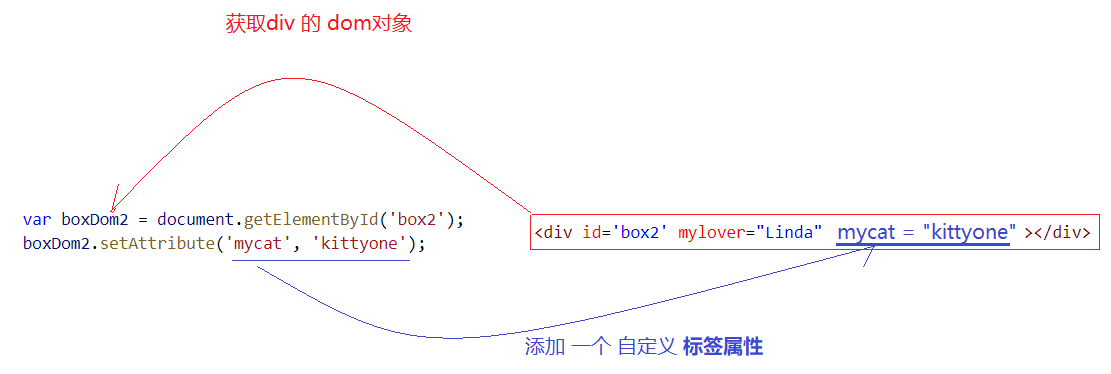 获取div 的 dom对象
var boxDom2 = document.getElementById('box2');
boxDom2.setAttribute('mycat', 'kittyone');
<div id='box2' mylover="Linda" mycat = "kittyone" ></div>
添加 一个 自定义 标签属性